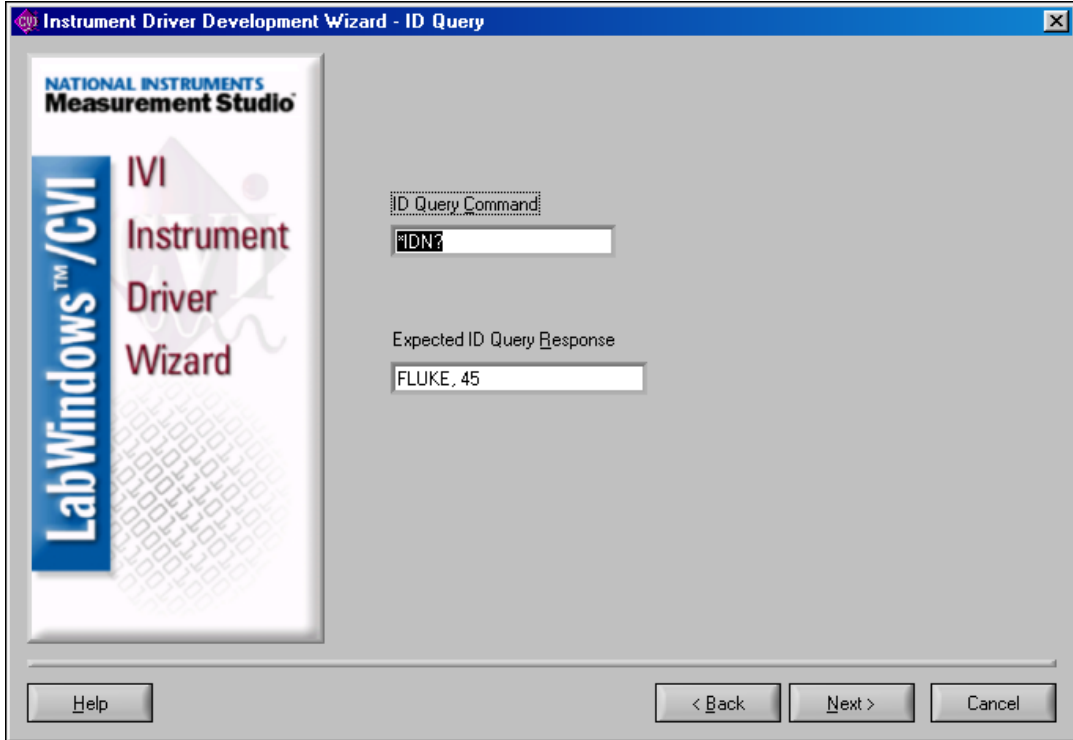 Instrument Driver Development Wizard - ID Query
NATIONAL INSTRUMENTS
Measurement Studio
LabWindows™/CVI
IVI
Instrument
Driver
Wizard
ID Query Command
*IDN?
Expected ID Query Response
FLUKE, 45
Help
< Back
Next >
Cancel